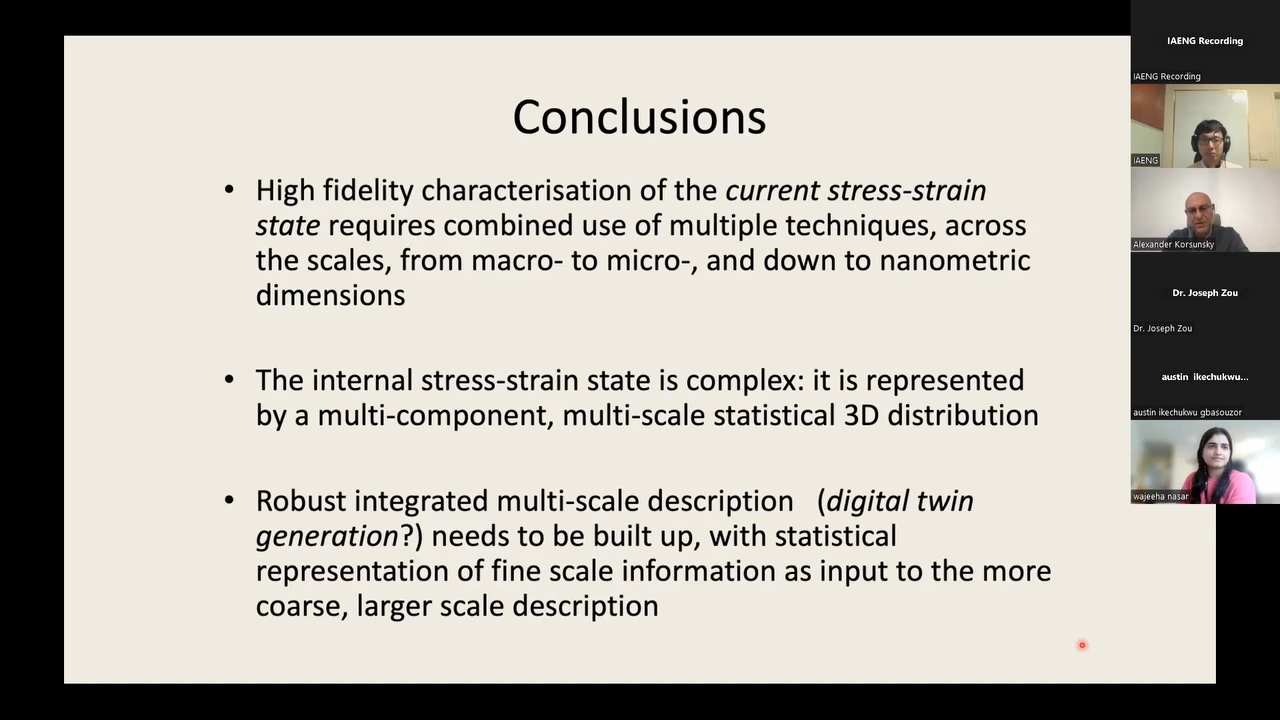 Conclusions
• High fidelity characterisation of the current stress-strain
state requires combined use of multiple techniques, across
the scales, from macro- to micro-, and down to nanometric
dimensions
• The internal stress-strain state is complex: it is represented
by a multi-component, multi-scale statistical 3D distribution
• Robust integrated multi-scale description (digital twin
generation?) needs to be built up, with statistical
representation of fine scale information as input to the more
coarse, larger scale description
IAENG Recording
IAENG Recording
IAENG
Alexander Korsunsky
Dr. Joseph Zou
Dr. Joseph Zou
austin ikechukwu...
austin ikechukwu gbasouzor
wajeeha nasar